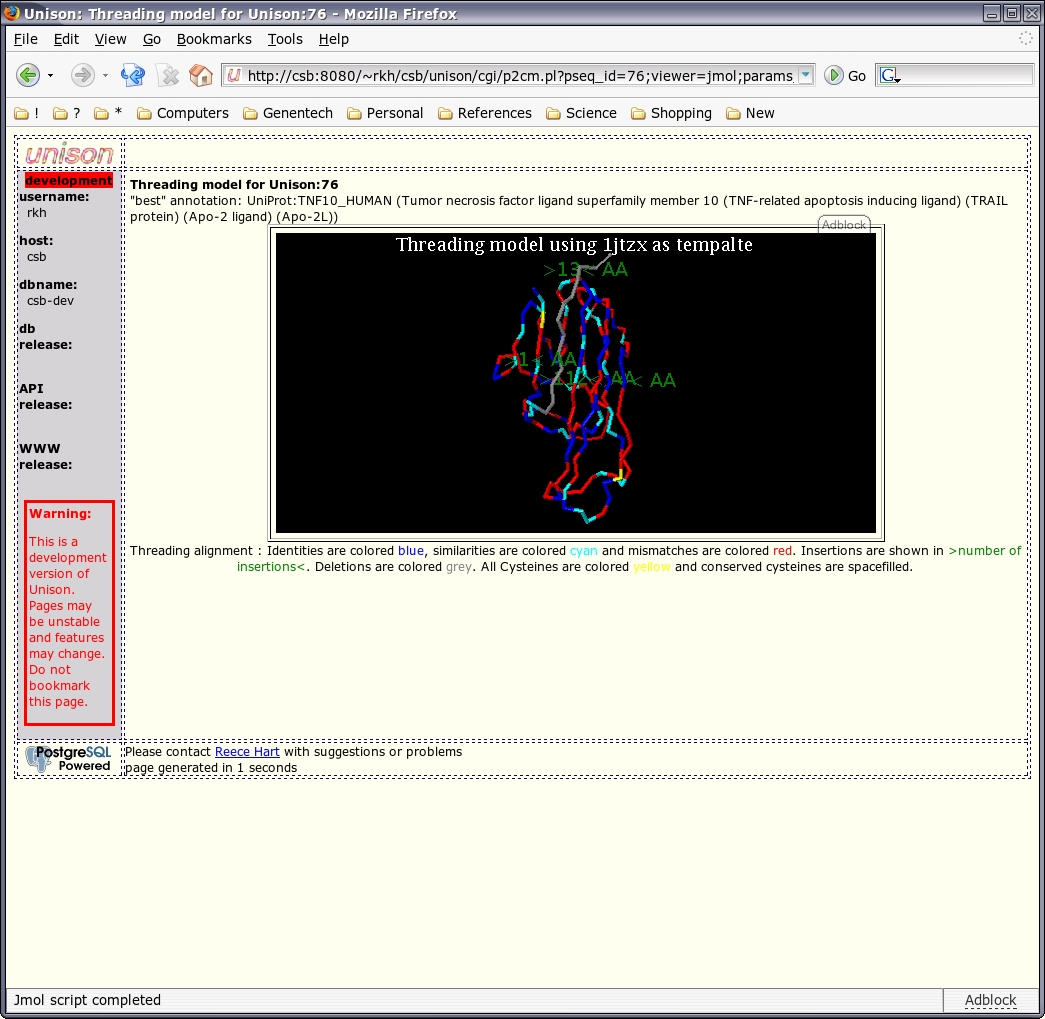 Unison: Threading model for Unison:76 - Mozilla Firefox
File Edit View Go Bookmarks Tools Help
http://csb:8080/~rkh/csb/unison/cgi/p2cm.pl?pseq_id=76;viewer=jmol;params_ Go G
! ? * Computers Genentech Personal References Science Shopping New
unison
development
username:
rkh
host:
csb
dbname:
csb-dev
db
release:
API
release:
WWW
release:
Warning:
This is a
development
version of
Unison.
Pages may
be unstable
and features
may change.
Do not
bookmark
this page.
Threading model for Unison:76
"best" annotation: UniProt:TNF10_HUMAN (Tumor necrosis factor ligand superfamily member 10 (TNF-related apoptosis inducing ligand) (TRAIL
protein) (Apo-2 ligand) (Apo-2L))
Adblock
Threading model using 1jtzx as tempalte
>13< AA
>1< AA
AA< AA
Threading alignment : Identities are colored blue, similarities are colored cyan and mismatches are colored red. Insertions are shown in >number of
insertions<. Deletions are colored grey. All Cysteines are colored yellow and conserved cysteines are spacefilled.
PostgreSQL
Powered
Please contact Reece Hart with suggestions or problems
page generated in 1 seconds
Jmol script completed
Adblock